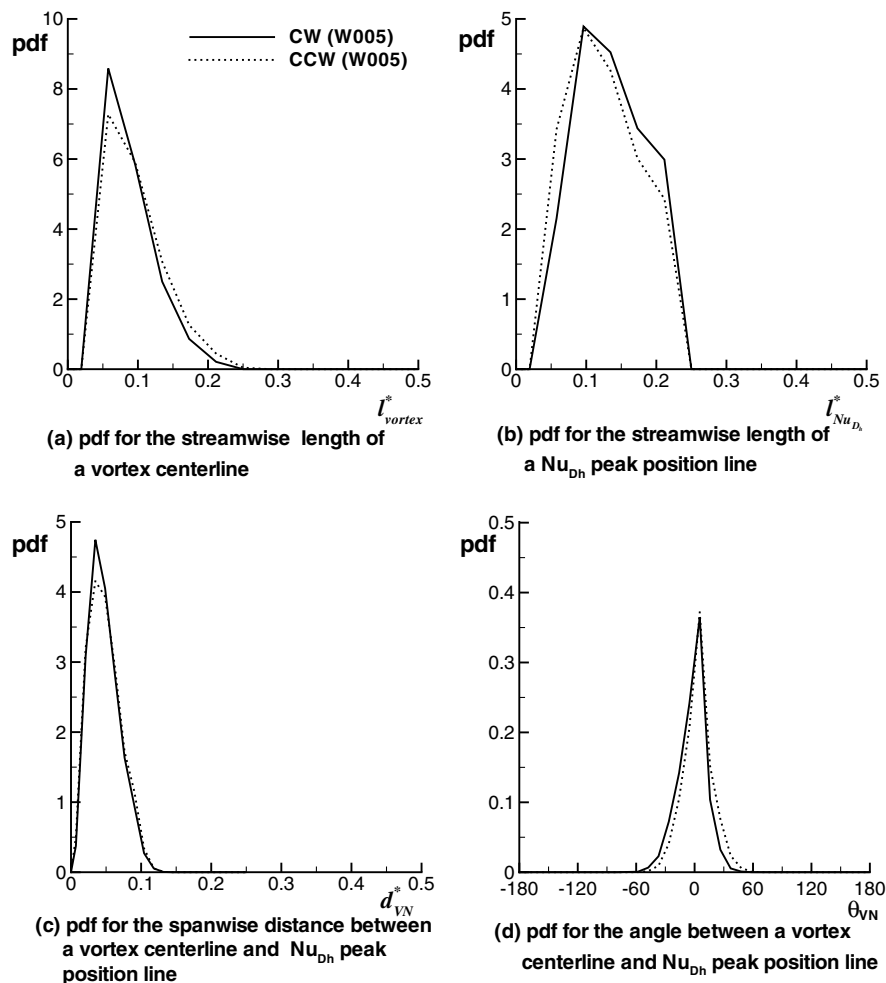 pdf
10
8
6
4
2
0
0 0.1 0.2 0.3 0.4 0.5
CW (W005)
CCW (W005)
l*vortex
(a) pdf for the streamwise length of
a vortex centerline
pdf
5
4
3
2
1
0
0 0.1 0.2 0.3 0.4 0.5
l*NuDh
(b) pdf for the streamwise length of
a NuDh peak position line
pdf
5
4
3
2
1
0
0 0.1 0.2 0.3 0.4 0.5
d*VN
(c) pdf for the spanwise distance between
a vortex centerline and NuDh peak
position line
pdf
0.5
0.4
0.3
0.2
0.1
0
-180 -120 -60 0 60 120 180
θVN
(d) pdf for the angle between a vortex
centerline and NuDh peak position line